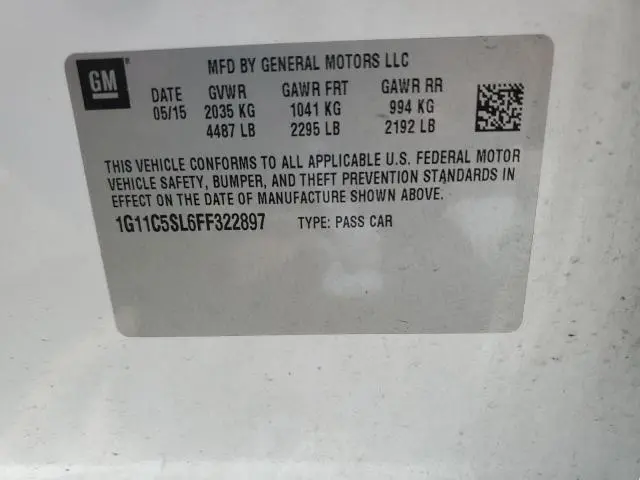 GM
MFD BY GENERAL MOTORS LLC
DATE GVWR GAWR FRT GAWR RR
05/15 2035 KG 1041 KG 994 KG
4487 LB 2295 LB 2192 LB
THIS VEHICLE CONFORMS TO ALL APPLICABLE U.S. FEDERAL MOTOR
VEHICLE SAFETY, BUMPER, AND THEFT PREVENTION STANDARDS IN
EFFECT ON THE DATE OF MANUFACTURE SHOWN ABOVE.
1G11C5SL6FF322897 TYPE: PASS CAR